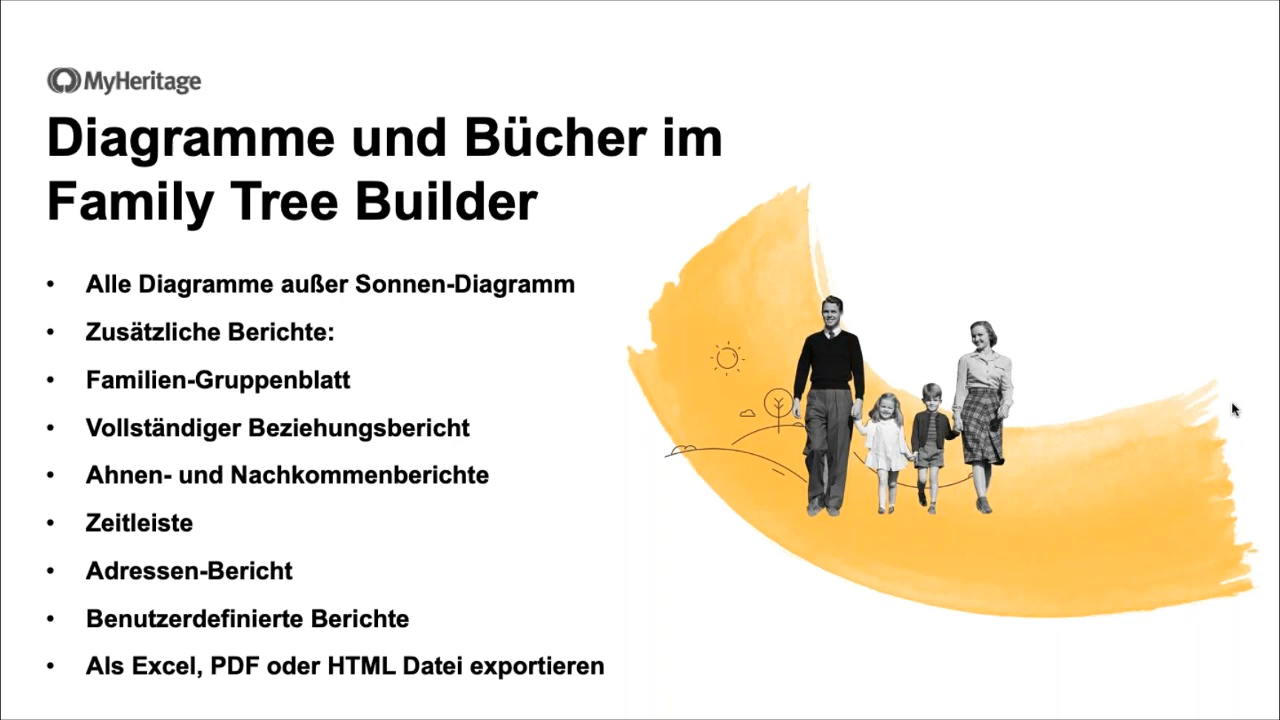 MyHeritage
Diagramme und Bücher im
Family Tree Builder
• Alle Diagramme außer Sonnen-Diagramm
• Zusätzliche Berichte:
• Familien-Gruppenblatt
• Vollständiger Beziehungsbericht
• Ahnen- und Nachkommenberichte
• Zeitleiste
• Adressen-Bericht
• Benutzerdefinierte Berichte
• Als Excel, PDF oder HTML Datei exportieren